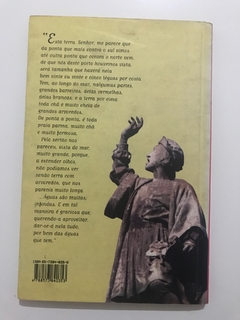 "Esta terra, Senhor, me parece que
da ponta que mais contra o sul vimos
até outra ponta que contra o norte vem
de que nós deste porto houvemos vista,
será tamanha que haverá nela
bem vinte ou vinte e cinco léguas por costa.
Tem, ao longo do mar, nalgumas partes,
grandes barreiras, delas vermelhas,
delas brancas; e a terra por cima
toda chã e muito cheia de
grandes arvoredos.
De ponta a ponta, é tudo
praia parma, muito chã
e muito formosa.
Pelo sertão nos
pareceu, vista do mar,
muito grande, porque,
a estender olhos,
não podíamos ver
senão terra com
arvoredos, que nos
parecia muito longa.
...Águas são muitas;
infindas. E em tal
maneira é graciosa que
querendo-a aproveitar
dar-se-á nela tudo,
por bem das águas
que tem."
ISBN 85-